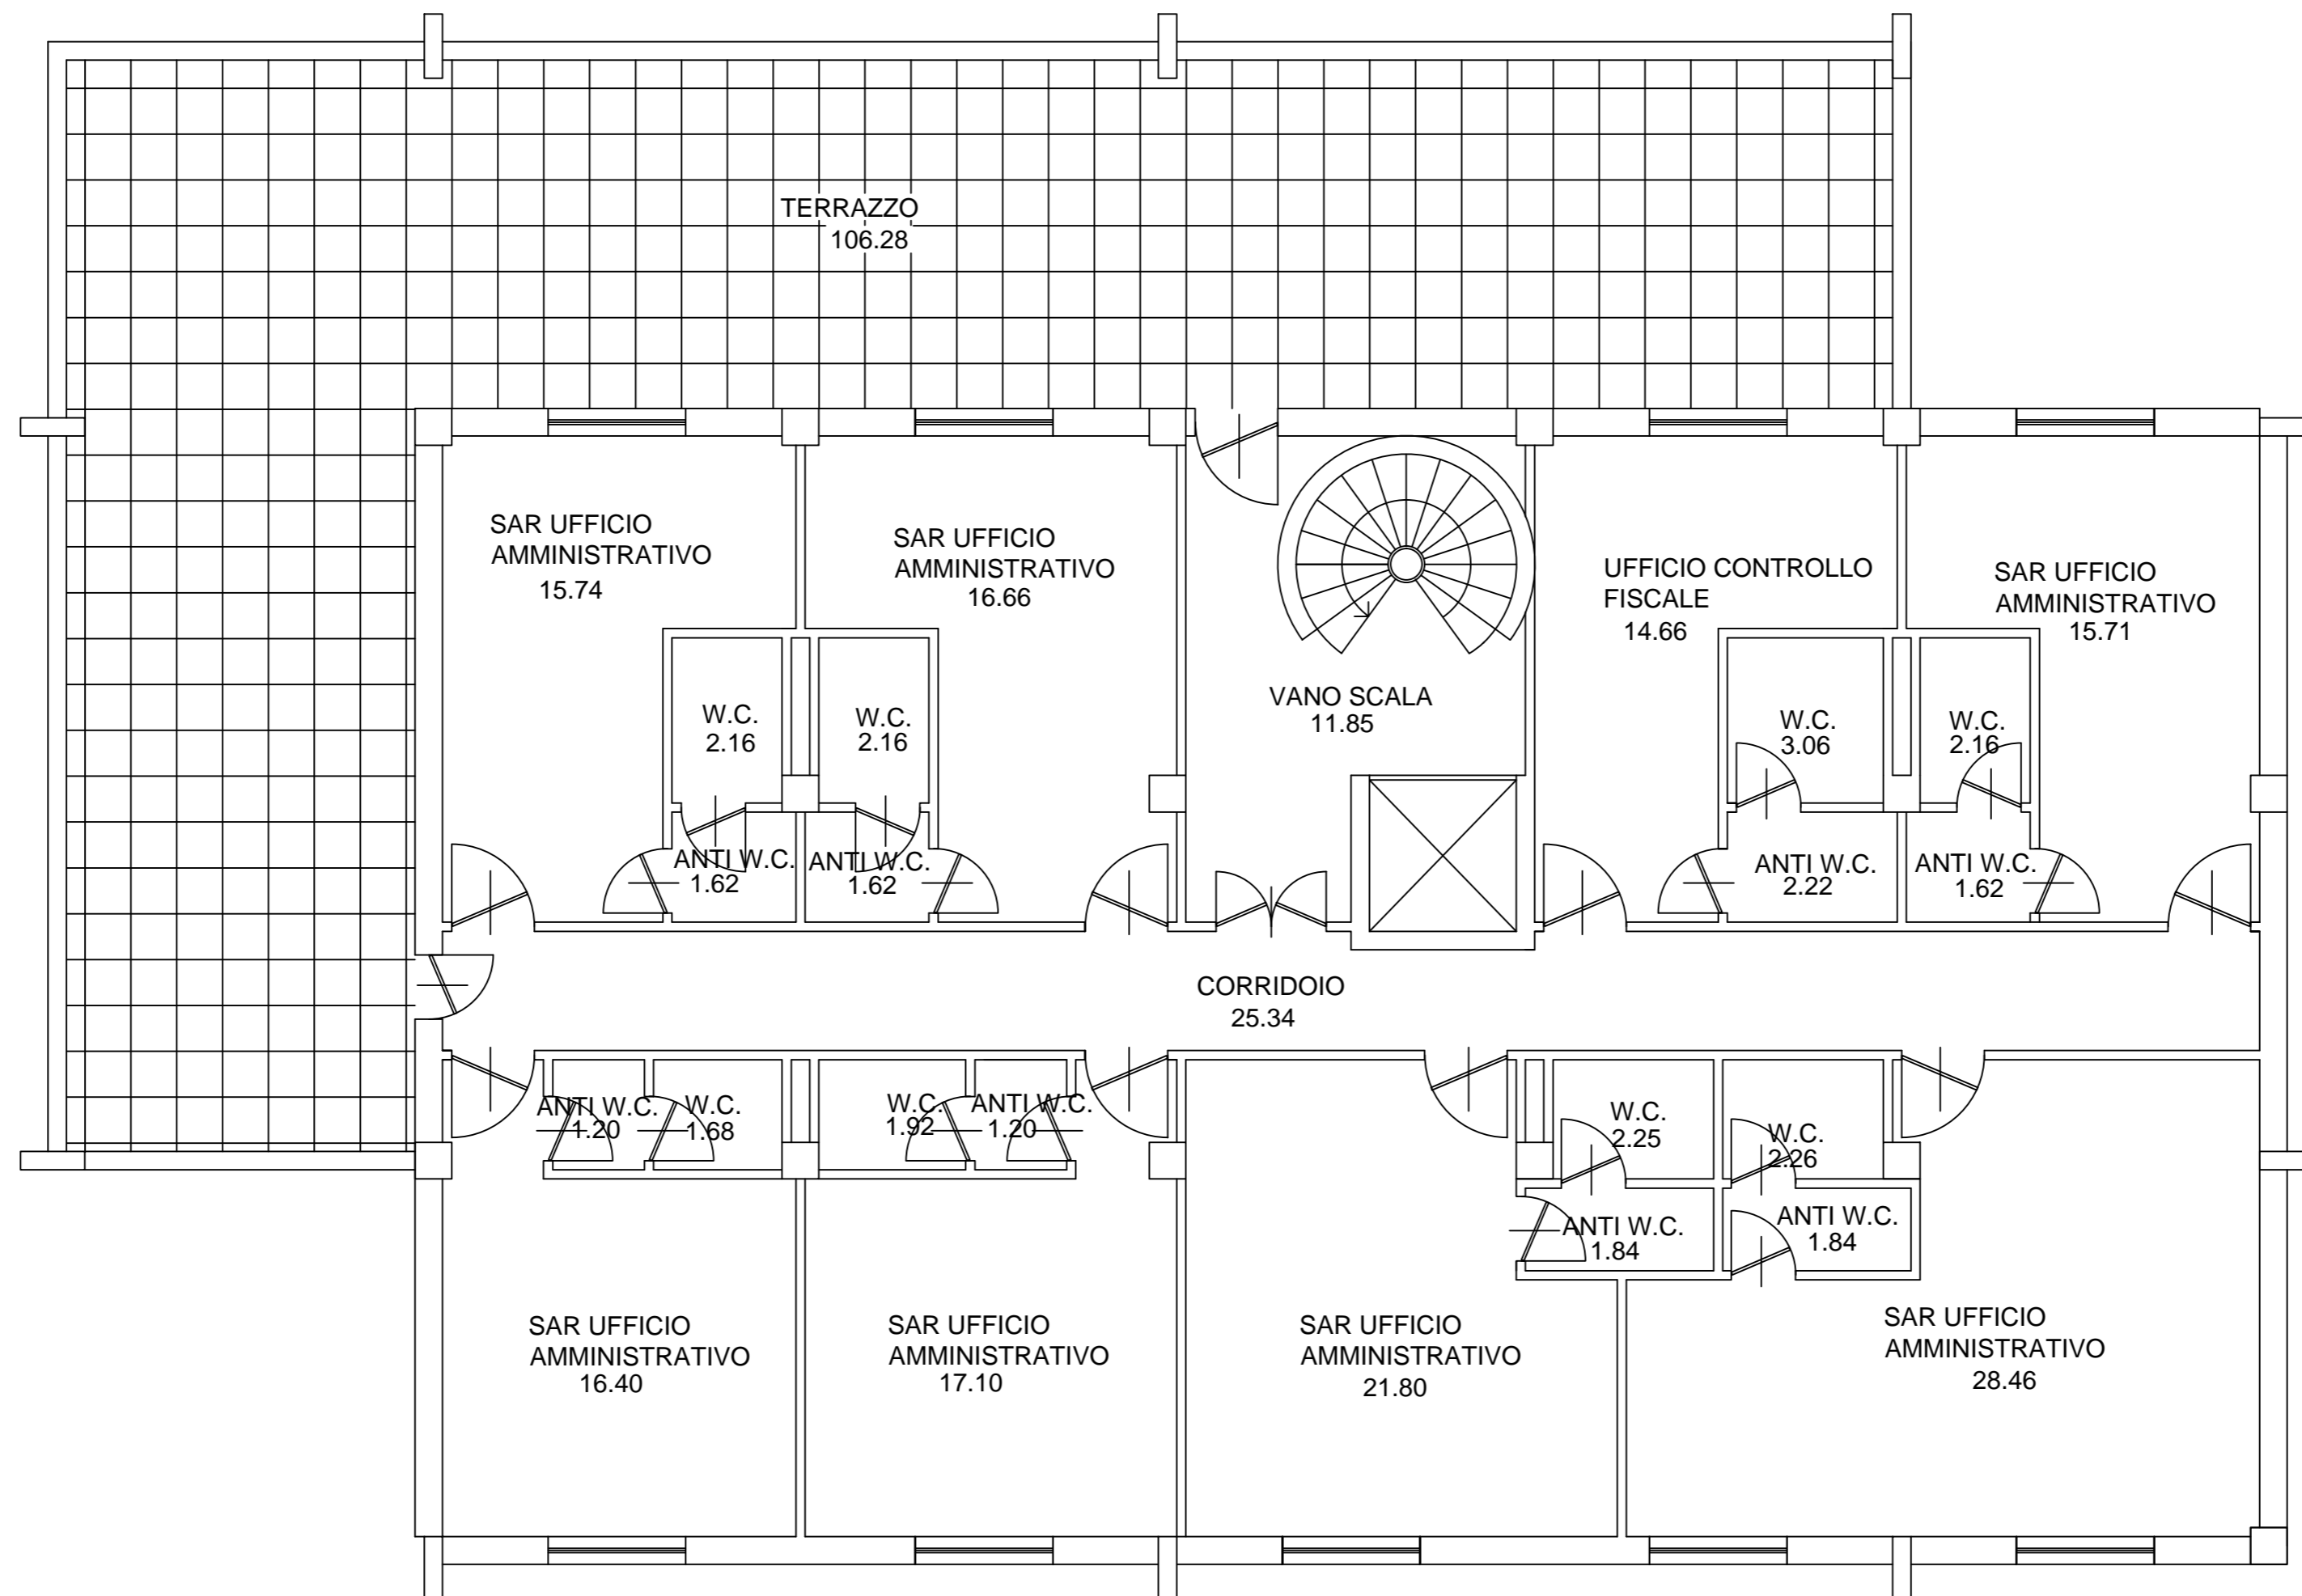 TERRAZZO
106.28
SAR UFFICIO
AMMINISTRATIVO
15.74
SAR UFFICIO
AMMINISTRATIVO
16.66
UFFICIO CONTROLLO
FISCALE
14.66
SAR UFFICIO
AMMINISTRATIVO
15.71
W.C.
2.16
W.C.
2.16
VANO SCALA
11.85
W.C.
3.06
W.C.
2.16
ANTI W.C.
1.62
ANTI W.C.
1.62
ANTI W.C.
2.22
ANTI W.C.
1.62
CORRIDOIO
25.34
ANTI W.C.
1.20
W.C.
1.68
W.C.
1.92
ANTI W.C.
1.20
W.C.
2.25
W.C.
2.26
ANTI W.C.
1.84
ANTI W.C.
1.84
SAR UFFICIO
AMMINISTRATIVO
16.40
SAR UFFICIO
AMMINISTRATIVO
17.10
SAR UFFICIO
AMMINISTRATIVO
21.80
SAR UFFICIO
AMMINISTRATIVO
28.46